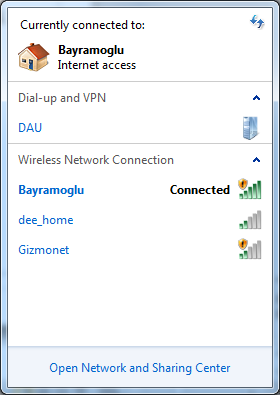 Currently connected to:
Bayramoglu
Internet access
Dial-up and VPN
DAU
Wireless Network Connection
Bayramoglu Connected
dee_home
Gizmonet
Open Network and Sharing Center